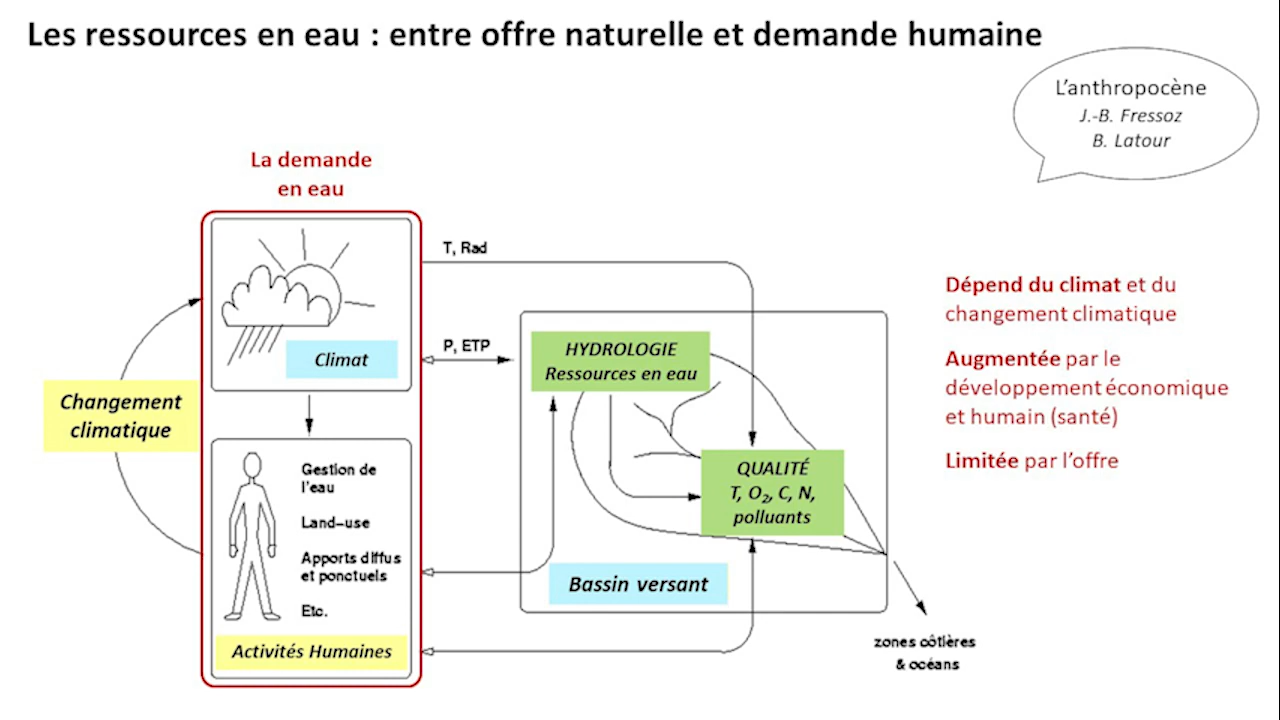 Les ressources en eau : entre offre naturelle et demande humaine
L’anthropocène
J.-B. Fressoz
B. Latour
La demande
en eau
T, Rad
Climat
P, ETP
HYDROLOGIE
Ressources en eau
Changement
climatique
Gestion de
l'eau
Land–use
Apports diffus
et ponctuels
Etc.
Activités Humaines
QUALITÉ
T, O₂, C, N,
polluants
Bassin versant
zones côtières
& océans
Dépend du climat et du
changement climatique
Augmentée par le
développement économique
et humain (santé)
Limitée par l’offre